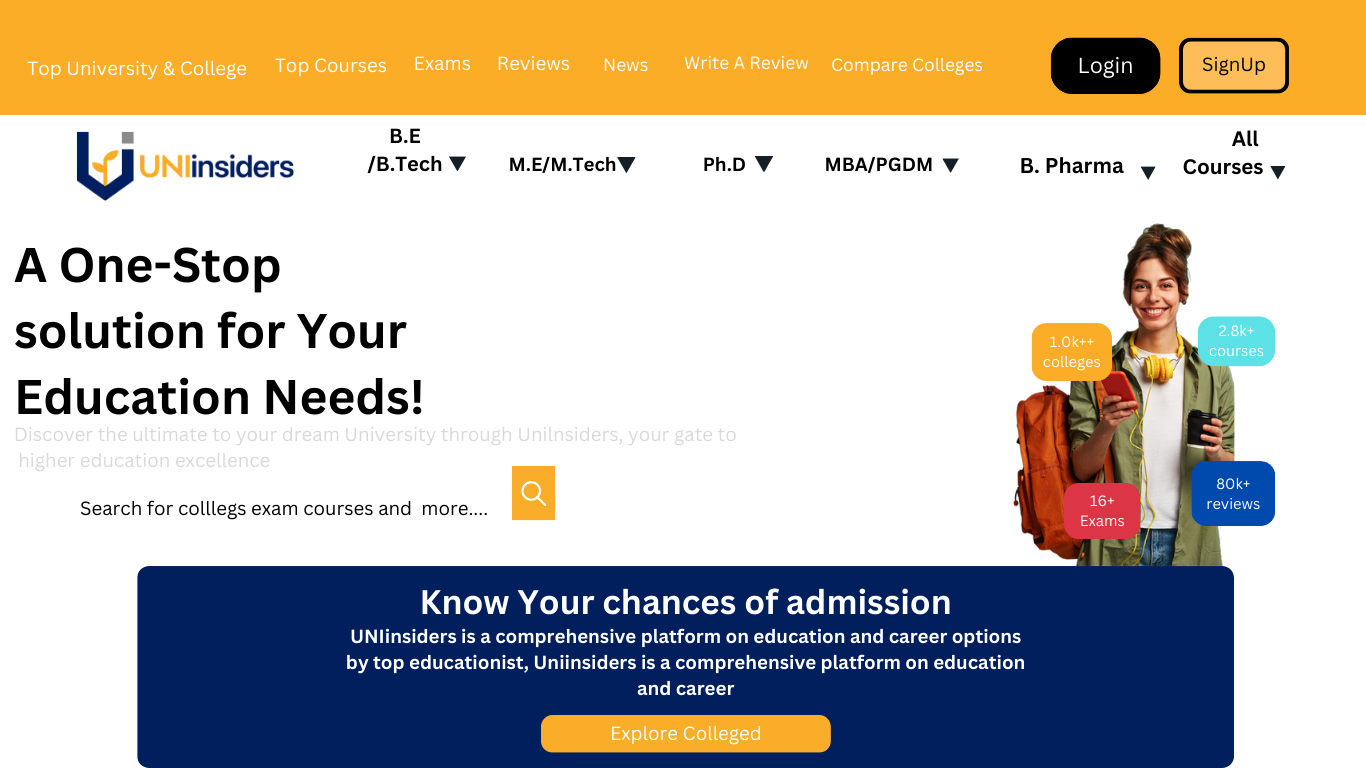 Top University & College
Top Courses
Exams
Reviews
News
Write A Review
Compare Colleges
Login
SignUp
UNIinsiders
B.E
/B.Tech
M.E/M.Tech
Ph.D
MBA/PGDM
B. Pharma
All
Courses
A One-Stop
solution for Your
Education Needs!
Discover the ultimate to your dream University through UniInsiders, your gate to
higher education excellence
Search for colllegs exam courses and more....
1.0k++
colleges
2.8k+
courses
16+
Exams
80k+
reviews
Know Your chances of admission
UNIinsiders is a comprehensive platform on education and career options
by top educationist, Uniinsiders is a comprehensive platform on education
and career
Explore Colleged